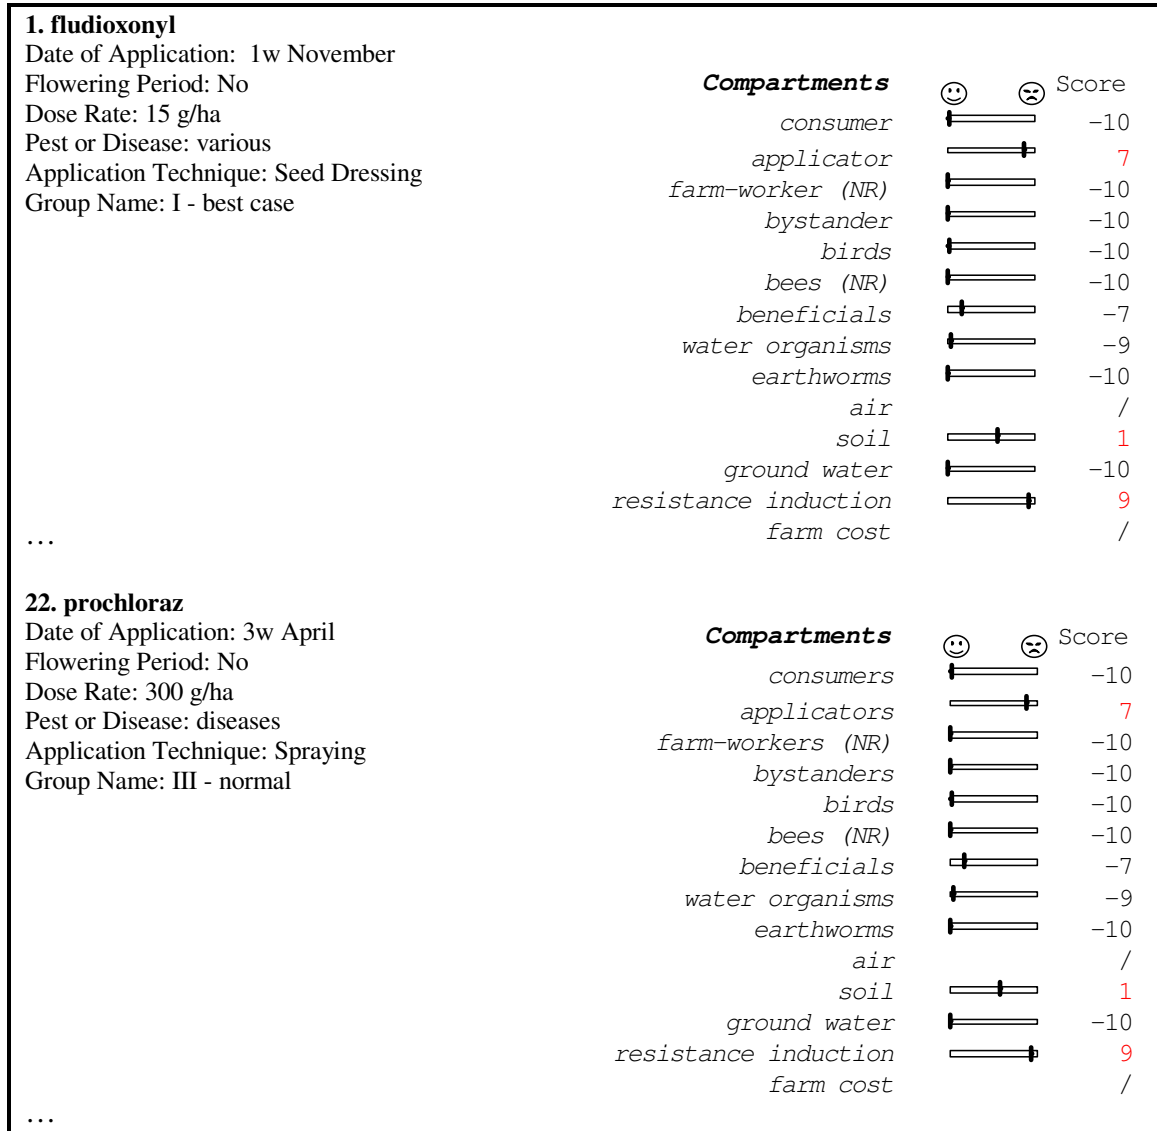 1. fludioxonyl
Date of Application: 1w November
Flowering Period: No
Dose Rate: 15 g/ha
Pest or Disease: various
Application Technique: Seed Dressing
Group Name: I - best case
Compartments Score
consumer -10
applicator 7
farm-worker (NR) -10
bystander -10
birds -10
bees (NR) -10
beneficials -7
water organisms -9
earthworms -10
air /
soil 1
ground water -10
resistance induction 9
farm cost /
...
22. prochloraz
Date of Application: 3w April
Flowering Period: No
Dose Rate: 300 g/ha
Pest or Disease: diseases
Application Technique: Spraying
Group Name: III - normal
Compartments Score
consumers -10
applicators 7
farm-workers (NR) -10
bystanders -10
birds -10
bees (NR) -10
beneficials -7
water organisms -9
earthworms -10
air /
soil 1
ground water -10
resistance induction 9
farm cost /
...